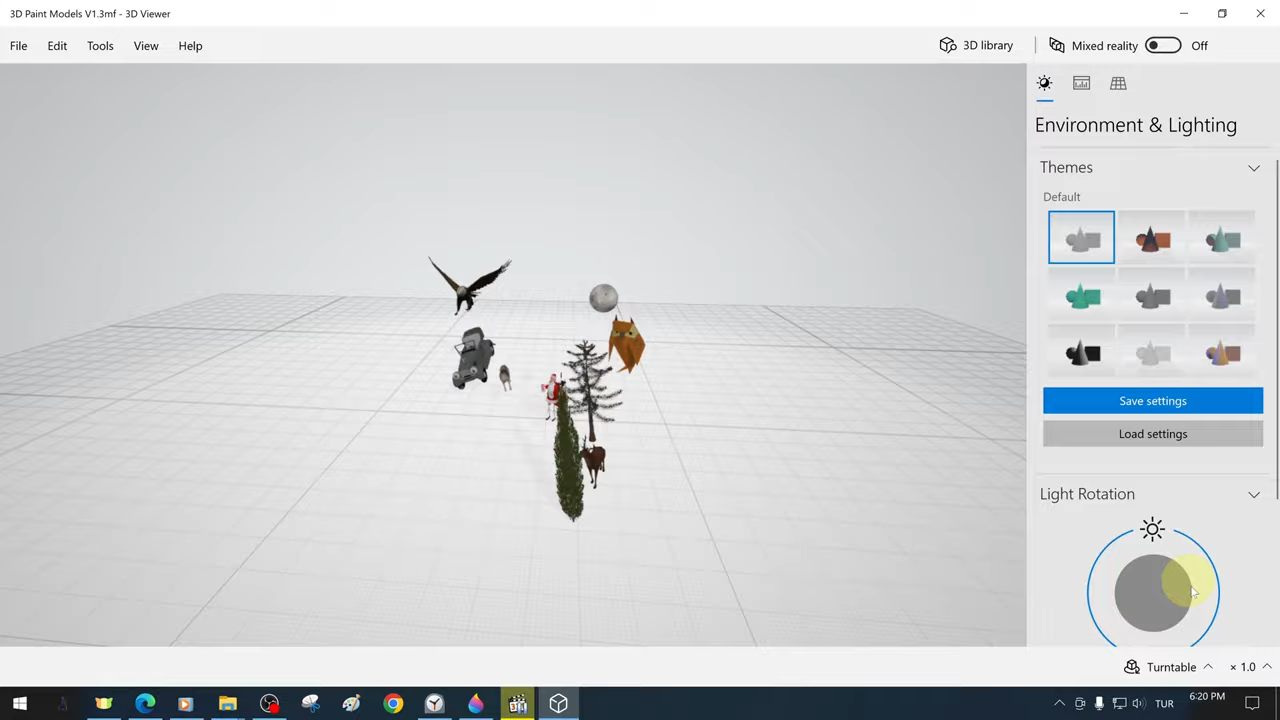 3D Paint Models V1.3mf - 3D Viewer
File Edit Tools View Help
3D library
Mixed reality Off
Environment & Lighting
Themes
Default
Save settings
Load settings
Light Rotation
Turntable × 1.0
TUR 6:20 PM